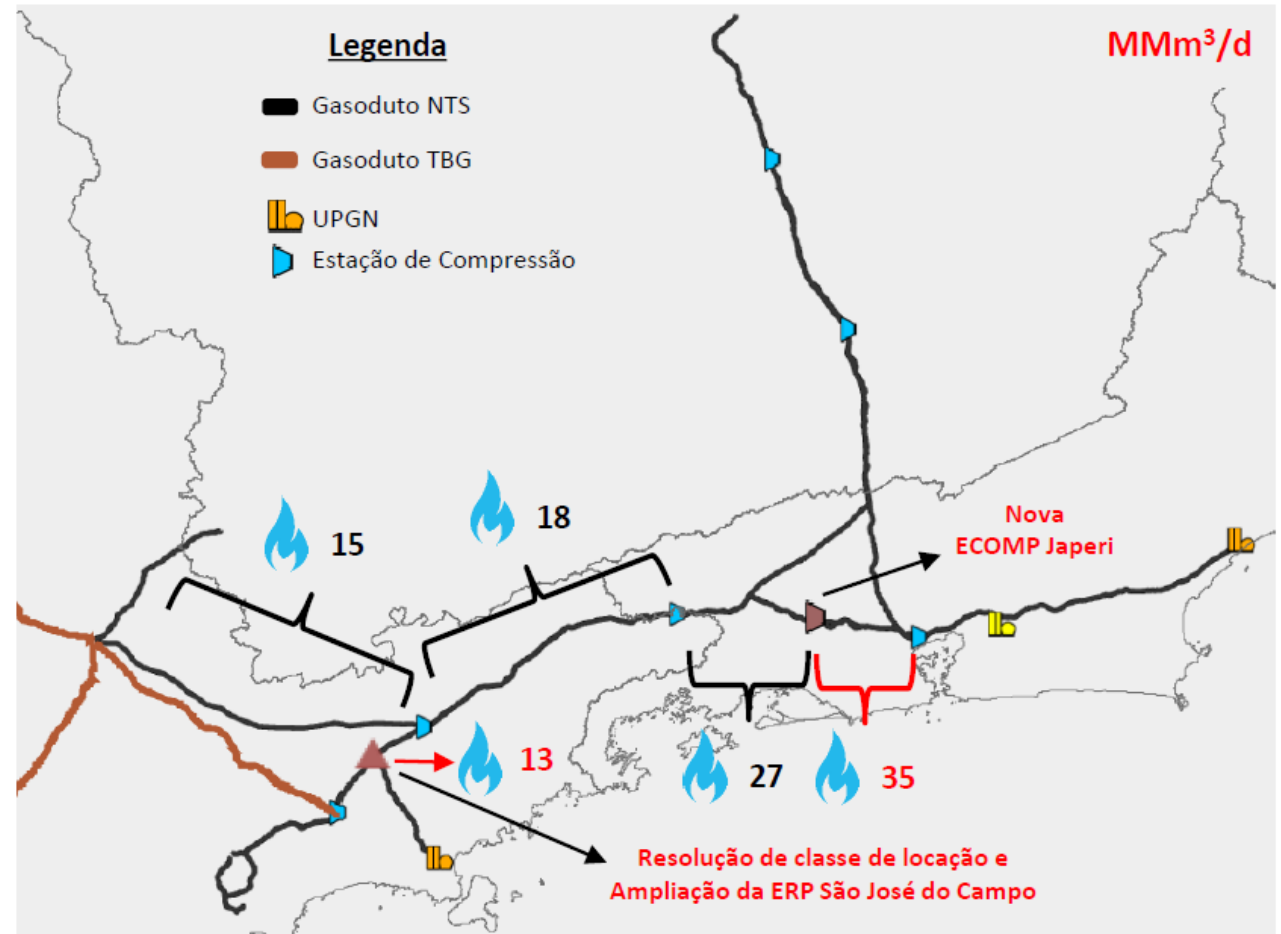 Legenda
MMm³/d
Gasoduto NTS
Gasoduto TBG
UPGN
Estação de Compressão
15
18
Nova
ECOMP Japeri
13
27
35
Resolução de classe de locação e
Ampliação da ERP São José do Campo